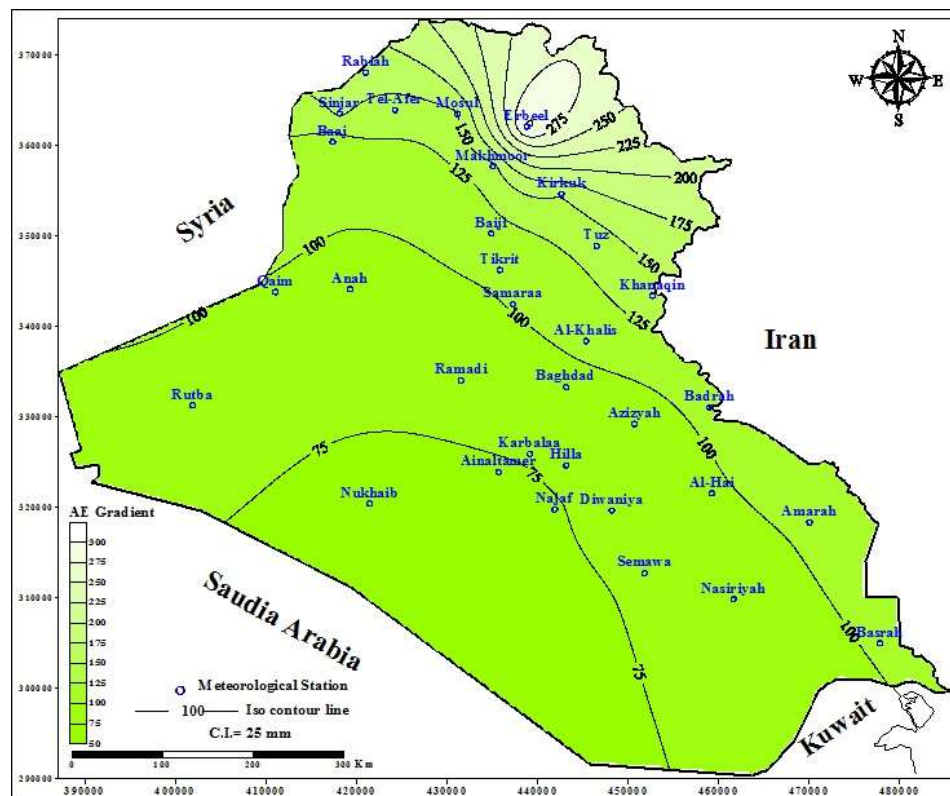 370000
360000
350000
340000
330000
320000
310000
300000
290000
390000
400000
410000
420000
430000
440000
450000
460000
470000
480000
N
W
E
S
Rabiah
Sinjar
Tel-Afer
Mosul
Erbeel
275
250
Baaj
150
225
Makhmoor
125
200
Kirkuk
Syria
175
Baiji
Tuz
100
150
Tikrit
Qaim
Anah
Khanaqin
Samaraa
100
100
125
Al-Khalis
Iran
Ramadi
Baghdad
Rutba
Badrah
Azizyah
100
75
Karbalaa
Hilla
Ainaltamer
75
Al-Hai
Nukhaib
Najaf
Diwaniya
Amarah
AE Gradient
300
275
250
225
200
175
150
125
100
75
50
Semawa
Saudia Arabia
Nasiriyah
100
Basrah
75
Meteorological Station
100
Iso contour line
C.I.= 25 mm
Kuwait
0
100
200
300 Km